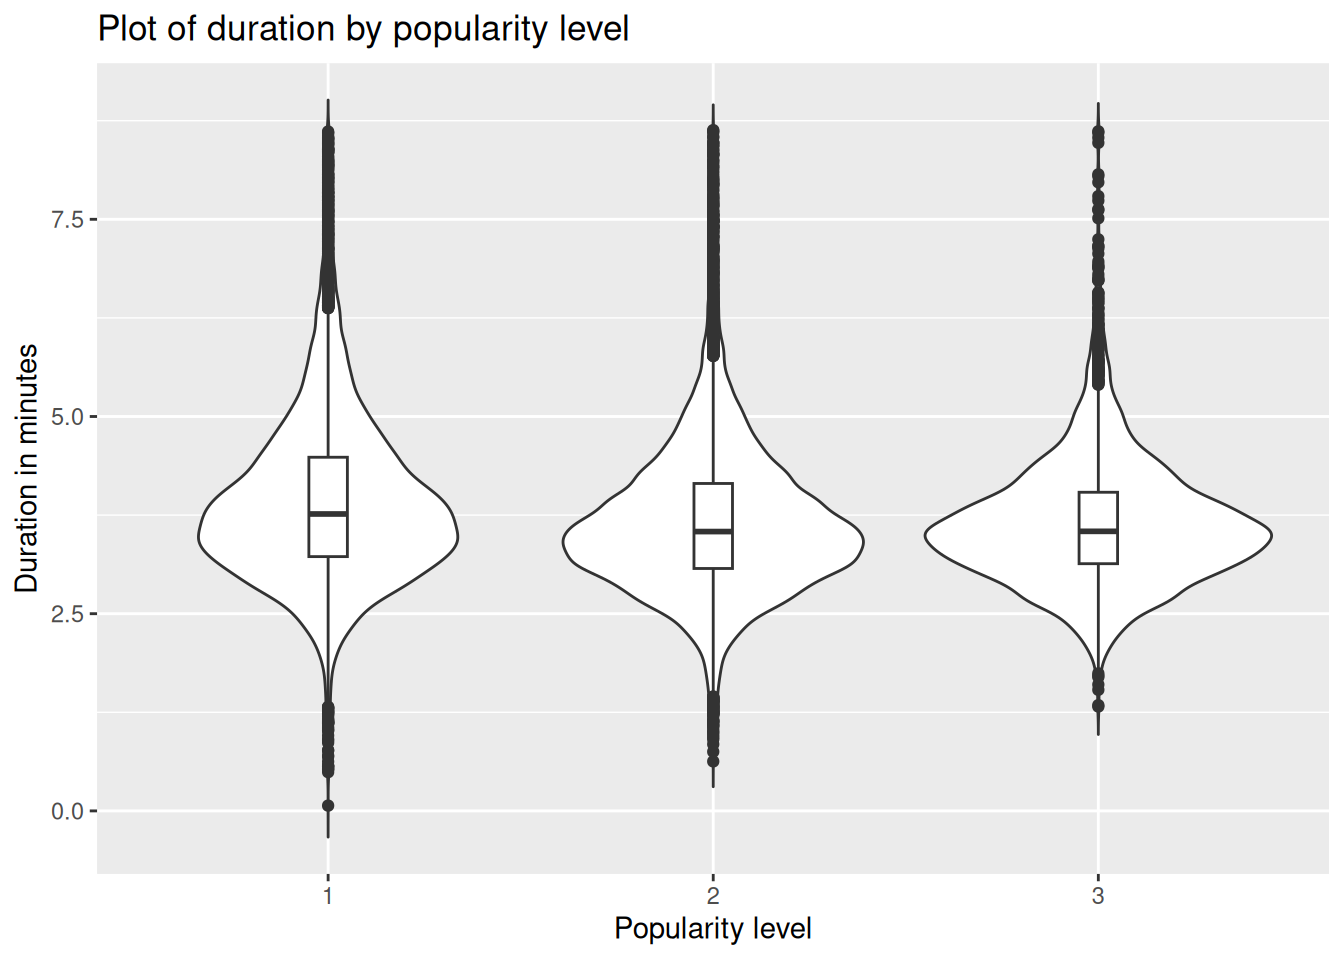 Plot of duration by popularity level
Duration in minutes
7.5
5.0
2.5
0.0
1 2 3
Popularity level